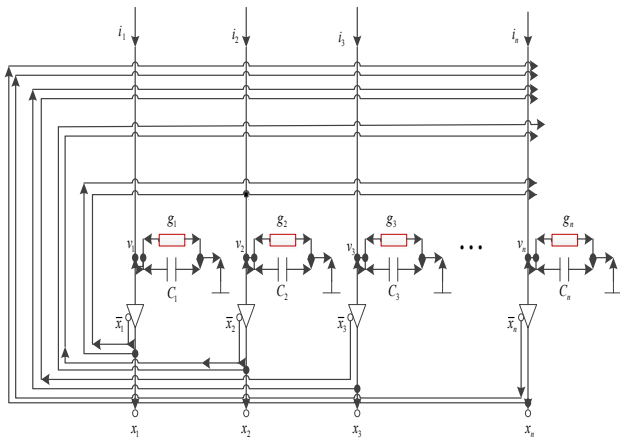 i₁ i₂ i₃ iₙ
g₁ g₂ g₃ gₙ
v₁ v₂ v₃ ... vₙ
C₁ C₂ C₃ Cₙ
x̄₁ x̄₂ x̄₃ x̄ₙ
x₁ x₂ x₃ xₙ